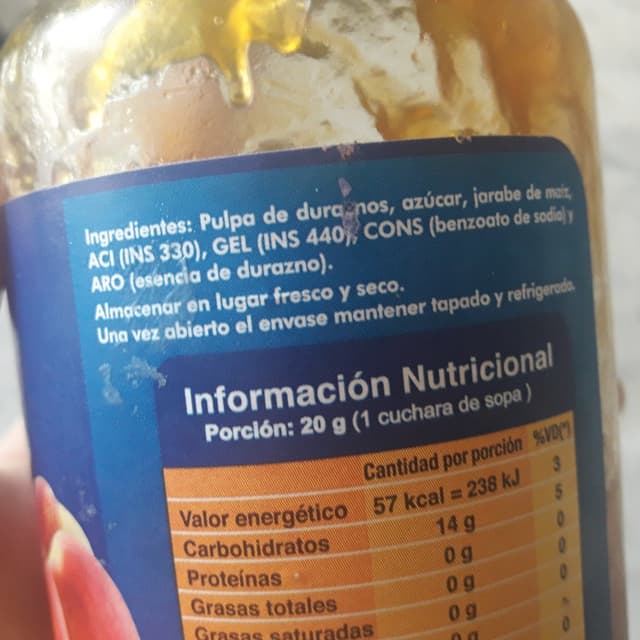 Ingredientes: Pulpa de duraznos, azúcar, jarabe de maiz,
ACI (INS 330), GEL (INS 440), CONS (benzoato de sodio) y
ARO (esencia de durazno).
Almacenar en lugar fresco y seco.
Una vez abierto el envase mantener tapado y refrigerado.
Información Nutricional
Porción: 20 g (1 cuchara de sopa)
Cantidad por porción %VD(*)
Valor energético 57 kcal = 238 kJ 3
Carbohidratos 14 g 5
Proteínas 0 g 0
Grasas totales 0 g 0
Grasas saturadas 0 g 0